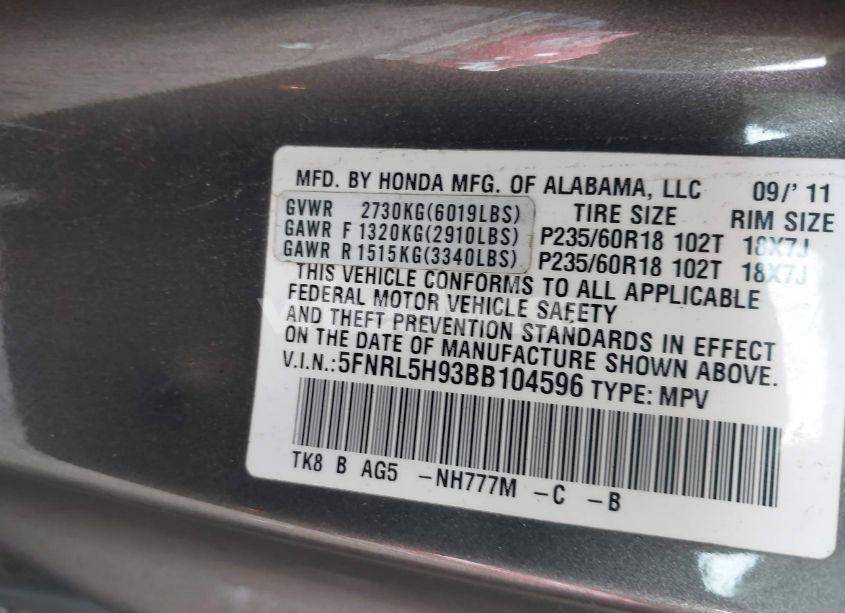 MFD. BY HONDA MFG. OF ALABAMA, LLC 09/' 11
GVWR 2730KG(6019LBS) TIRE SIZE RIM SIZE
GAWR F 1320KG(2910LBS) P235/60R18 102T 18X7J
GAWR R 1515KG(3340LBS) P235/60R18 102T 18X7J
THIS VEHICLE CONFORMS TO ALL APPLICABLE
FEDERAL MOTOR VEHICLE SAFETY
AND THEFT PREVENTION STANDARDS IN EFFECT
ON THE DATE OF MANUFACTURE SHOWN ABOVE.
V.I.N.:5FNRL5H93BB104596 TYPE: MPV
TK8 B AG5 -NH777M -C -B